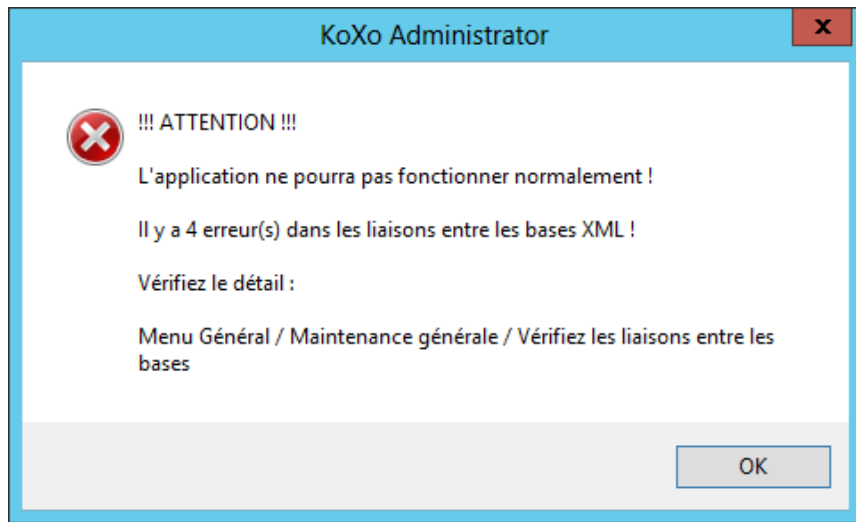 KoXo Administrator
x
!!! ATTENTION !!!
L'application ne pourra pas fonctionner normalement !
Il y a 4 erreur(s) dans les liaisons entre les bases XML !
Vérifiez le détail :
Menu Général / Maintenance générale / Vérifiez les liaisons entre les
bases
OK